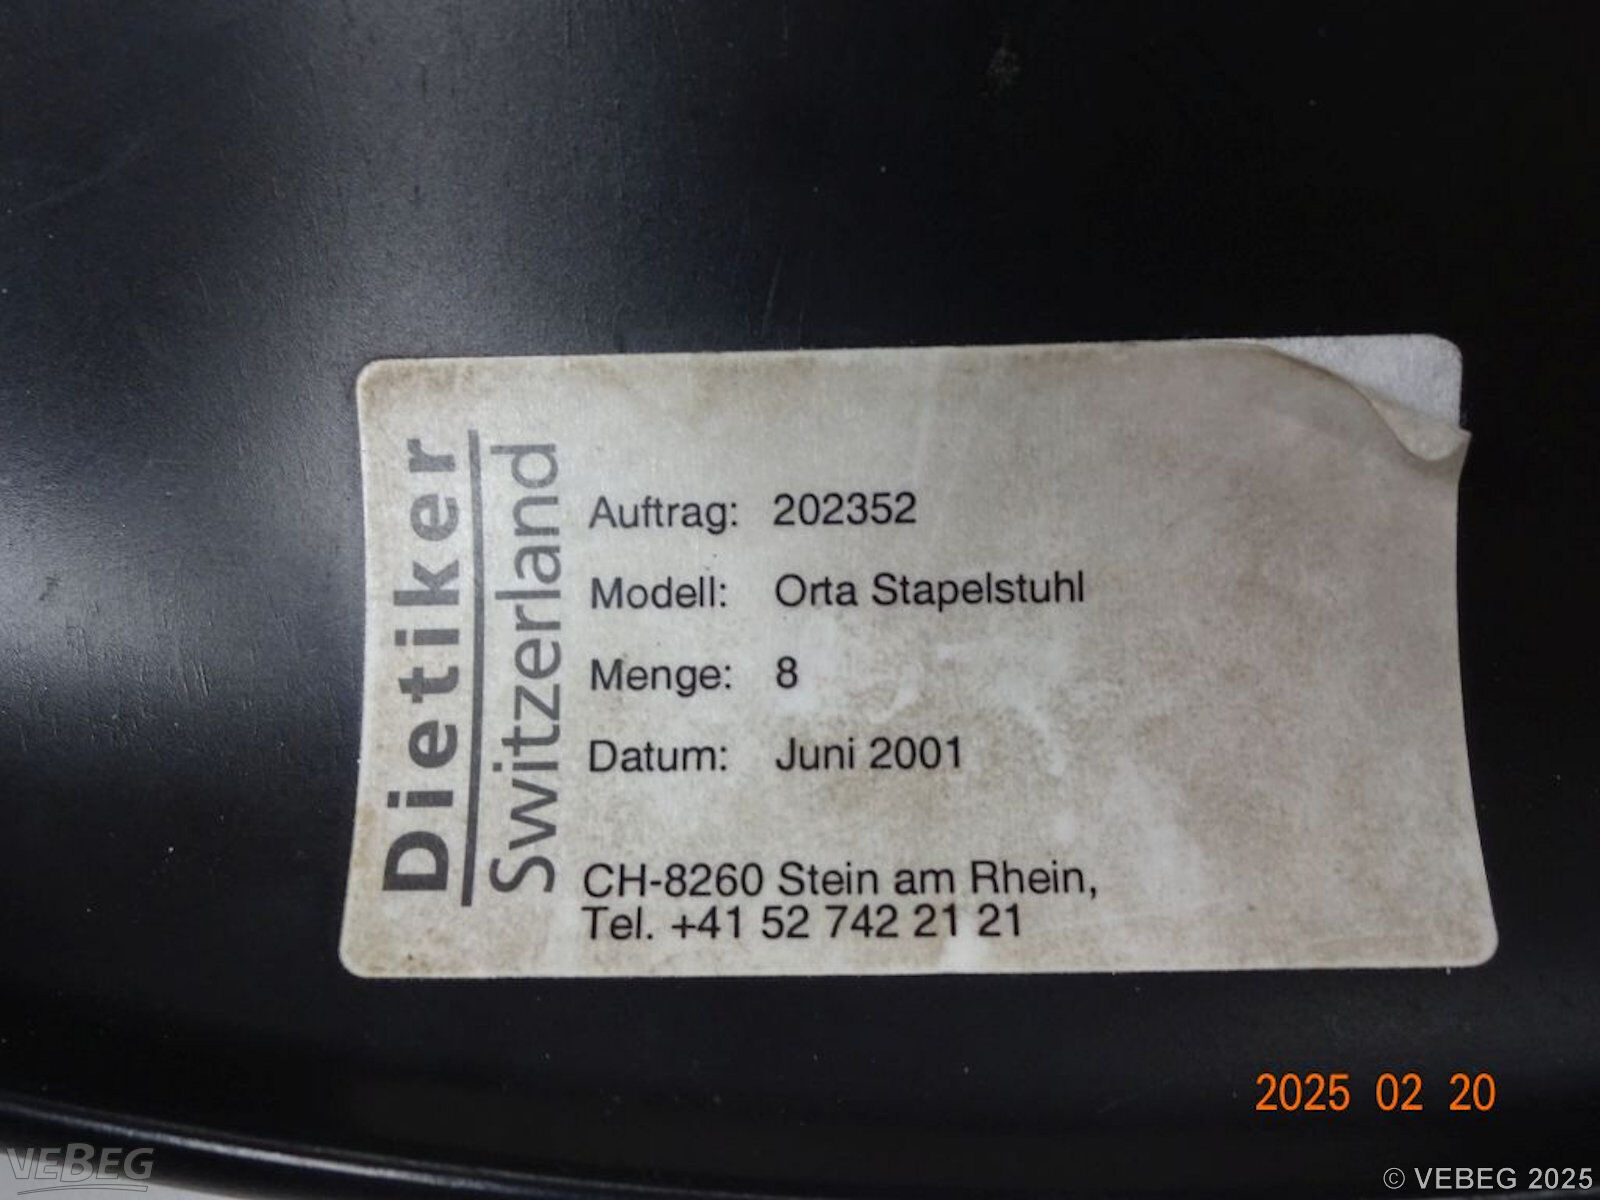 Dietiker
Switzerland
Auftrag: 202352
Modell: Orta Stapelstuhl
Menge: 8
Datum: Juni 2001
CH-8260 Stein am Rhein,
Tel. +41 52 742 21 21
2025 02 20
VEBEG
© VEBEG 2025